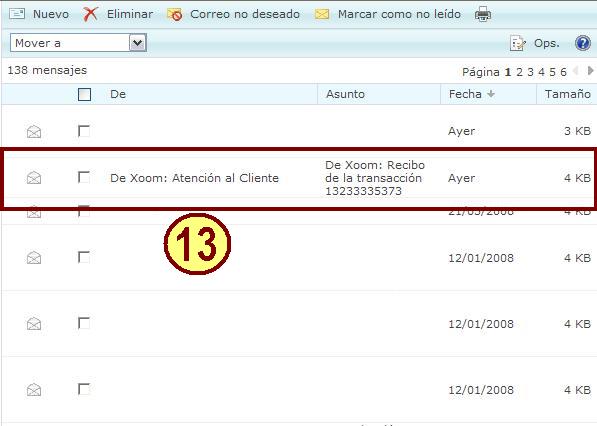 Nuevo Eliminar Correo no deseado Marcar como no leído
Mover a Ops.
138 mensajes Página 1 2 3 4 5 6
De Asunto Fecha Tamaño
Ayer 3 KB
De Xoom: Atención al Cliente De Xoom: Recibo de la transacción 13233335373 Ayer 4 KB
21/05/2008 4 KB
13
12/01/2008 4 KB
12/01/2008 4 KB
12/01/2008 4 KB